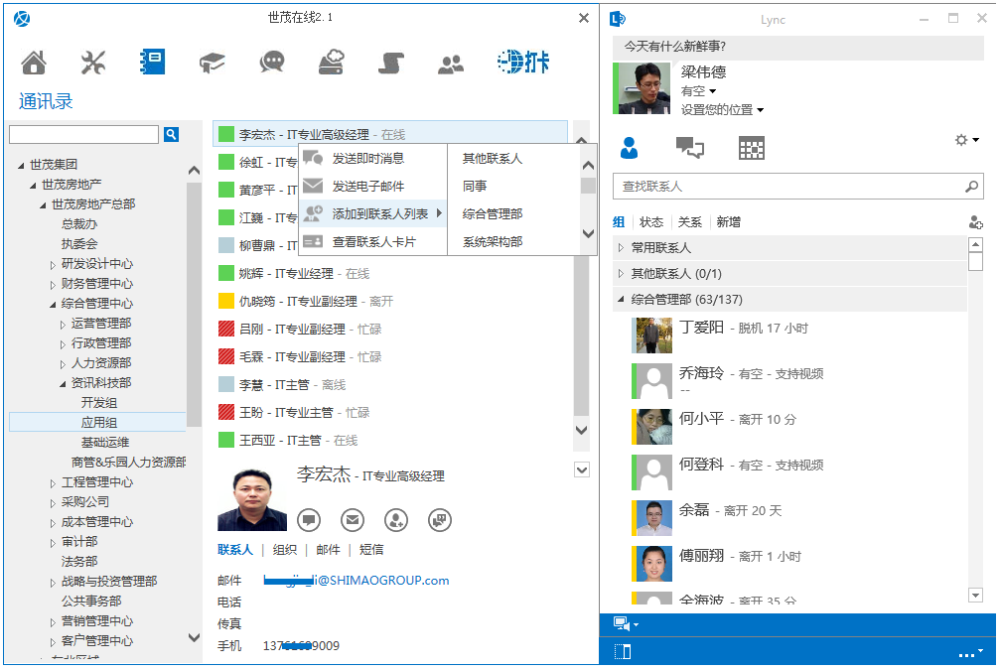 世茂在线2.1
打卡
通讯录
世茂集团
世茂房地产
世茂房地产总部
总裁办
执委会
研发设计中心
财务管理中心
综合管理中心
运营管理部
行政管理部
人力资源部
资讯科技部
开发组
应用组
基础运维
商管&乐园人力资源部
工程管理中心
采购公司
成本管理中心
审计部
法务部
战略与投资管理部
公共事务部
营销管理中心
客户管理中心
李宏杰 - IT专业高级经理 - 在线
徐虹 - IT专
黄彦平 - IT
江巍 - IT专
柳曹鼎 - IT
姚辉 - IT专业经理 - 在线
仇晓筠 - IT专业副经理 - 离开
吕刚 - IT专业副经理 - 忙碌
毛霖 - IT专业副经理 - 忙碌
李慧 - IT主管 - 离线
王盼 - IT专业主管 - 忙碌
王西亚 - IT主管 - 在线
发送即时消息
发送电子邮件
添加到联系人列表
查看联系人卡片
其他联系人
同事
综合管理部
系统架构部
李宏杰 - IT专业高级经理
联系人 | 组织 | 邮件 | 短信
邮件 @SHIMAOGROUP.com
电话
传真
手机 137 9009
Lync
今天有什么新鲜事?
梁伟德
有空
设置您的位置
查找联系人
组 状态 关系 新增
常用联系人
其他联系人 (0/1)
综合管理部 (63/137)
丁爱阳 - 脱机 17 小时
乔海玲 - 有空 - 支持视频
--
何小平 - 离开 10 分
何登科 - 有空 - 支持视频
余磊 - 离开 20 天
傅丽翔 - 离开 1 小时
余海波 - 离开 35 分